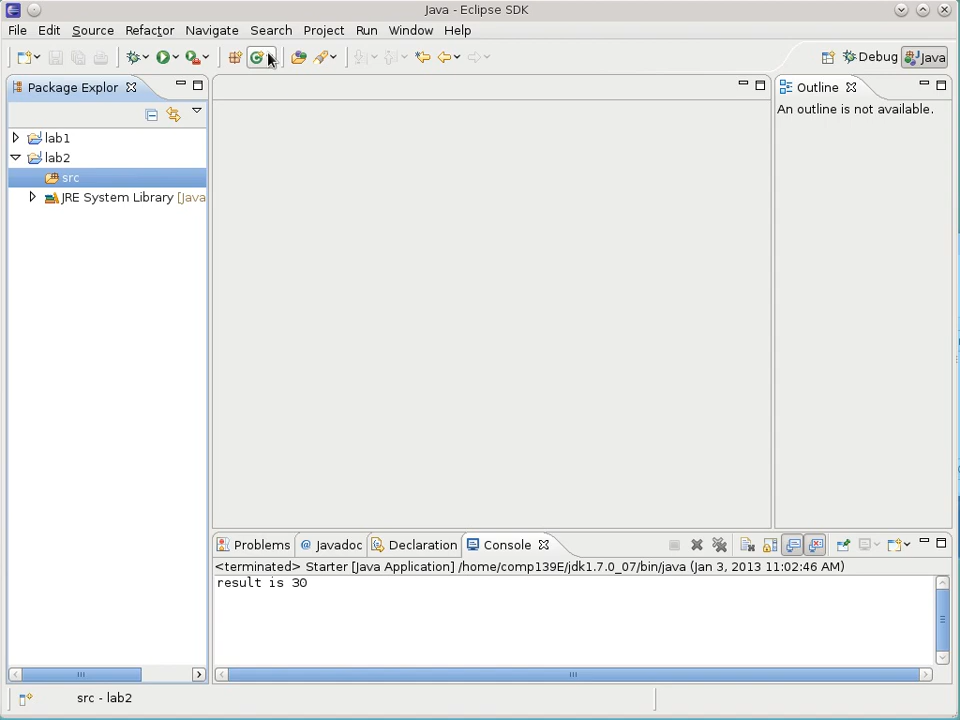 Java - Eclipse SDK
File Edit Source Refactor Navigate Search Project Run Window Help
Debug Java
Package Explor
Outline
An outline is not available.
lab1
lab2
src
JRE System Library [Java
Problems @ Javadoc Declaration Console
<terminated> Starter [Java Application] /home/comp139E/jdk1.7.0_07/bin/java (Jan 3, 2013 11:02:46 AM)
result is 30
src - lab2